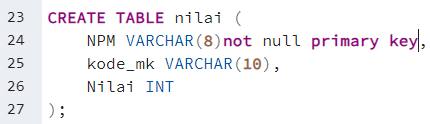 23 CREATE TABLE nilai (
24 NPM VARCHAR(8)not null primary key,
25 kode_mk VARCHAR(10),
26 Nilai INT
27 );